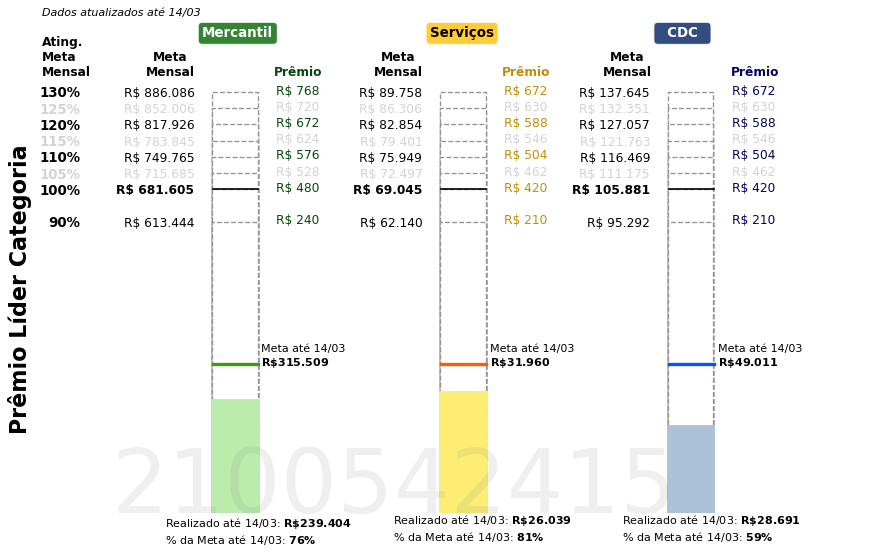 Dados atualizados até 14/03
Mercantil Serviços CDC
Ating.
Meta
Mensal
Meta
Mensal
Prêmio
Meta
Mensal
Prêmio
Meta
Mensal
Prêmio
130% R$ 886.086 R$ 768 R$ 89.758 R$ 672 R$ 137.645 R$ 672
125% R$ 852.006 R$ 720 R$ 86.306 R$ 630 R$ 132.351 R$ 630
120% R$ 817.926 R$ 672 R$ 82.854 R$ 588 R$ 127.057 R$ 588
115% R$ 783.845 R$ 624 R$ 79.401 R$ 546 R$ 121.763 R$ 546
110% R$ 749.765 R$ 576 R$ 75.949 R$ 504 R$ 116.469 R$ 504
105% R$ 715.685 R$ 528 R$ 72.497 R$ 462 R$ 111.175 R$ 462
100% R$ 681.605 R$ 480 R$ 69.045 R$ 420 R$ 105.881 R$ 420
90% R$ 613.444 R$ 240 R$ 62.140 R$ 210 R$ 95.292 R$ 210
Prêmio Líder Categoria
Meta até 14/03
R$315.509
Meta até 14/03
R$31.960
Meta até 14/03
R$49.011
2100542415
Realizado até 14/03: R$239.404
% da Meta até 14/03: 76%
Realizado até 14/03: R$26.039
% da Meta até 14/03: 81%
Realizado até 14/03: R$28.691
% da Meta até 14/03: 59%